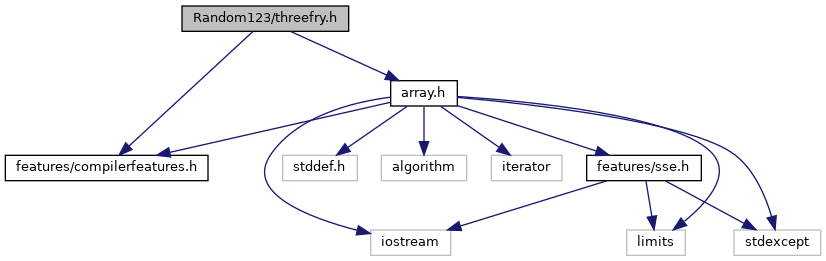 Random123/threefry.h
array.h
features/compilerfeatures.h
stddef.h
algorithm
iterator
features/sse.h
iostream
limits
stdexcept